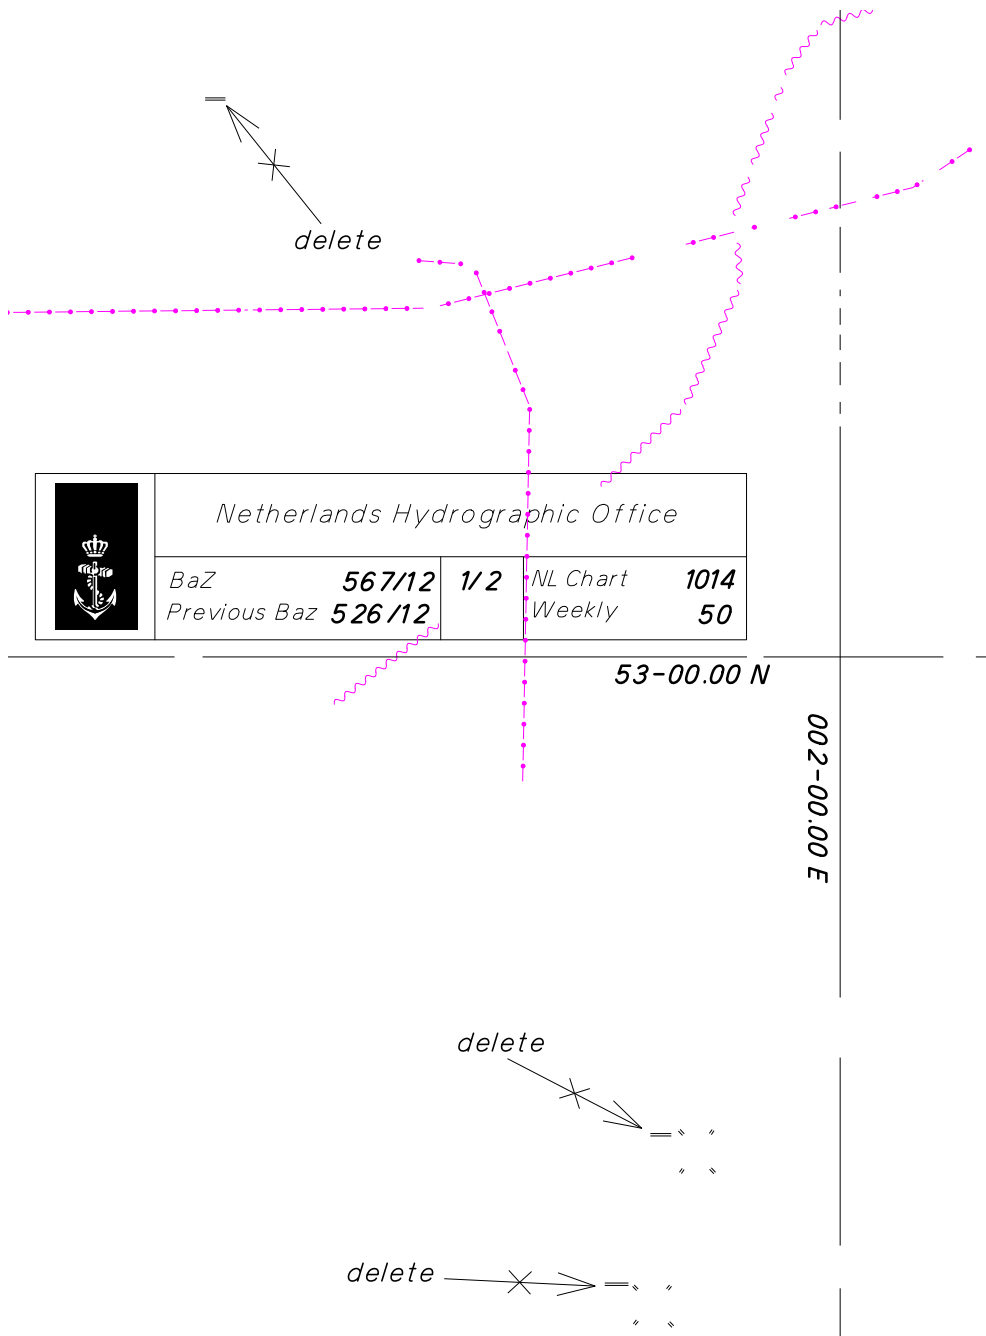 delete
Netherlands Hydrographic Office
BaZ 567/12 1/2 NL Chart 1014
Previous Baz 526/12 Weekly 50
53-00.00 N
002-00.00 E
delete
delete